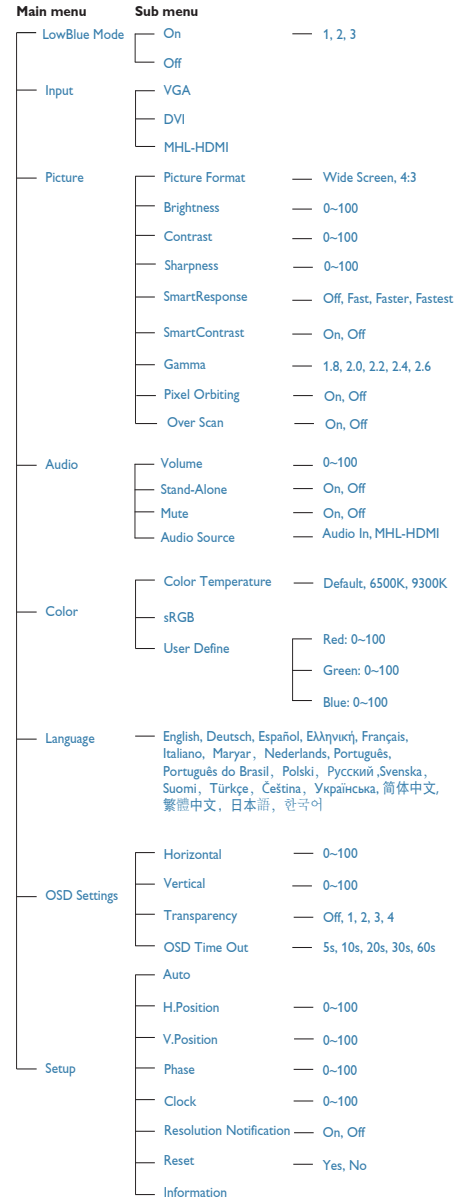 Main menu Sub menu
LowBlue Mode On 1, 2, 3
Off
Input VGA
DVI
MHL-HDMI
Picture Picture Format Wide Screen, 4:3
Brightness 0~100
Contrast 0~100
Sharpness 0~100
SmartResponse Off, Fast, Faster, Fastest
SmartContrast On, Off
Gamma 1.8, 2.0, 2.2, 2.4, 2.6
Pixel Orbiting On, Off
Over Scan On, Off
Audio Volume 0~100
Stand-Alone On, Off
Mute On, Off
Audio Source Audio In, MHL-HDMI
Color Temperature Default, 6500K, 9300K
Color sRGB
User Define Red: 0~100
Green: 0~100
Blue: 0~100
Language English, Deutsch, Español, Ελληνική, Français,
Italiano, Maryar, Nederlands, Português,
Português do Brasil, Polski, Русский ,Svenska,
Suomi, Türkçe, Čeština, Українська, 简体中文,
繁體中文, 日本語, 한국어
Horizontal 0~100
Vertical 0~100
OSD Settings
Transparency Off, 1, 2, 3, 4
OSD Time Out 5s, 10s, 20s, 30s, 60s
Auto
H.Position 0~100
V.Position 0~100
Setup Phase 0~100
Clock 0~100
Resolution Notification On, Off
Reset Yes, No
Information